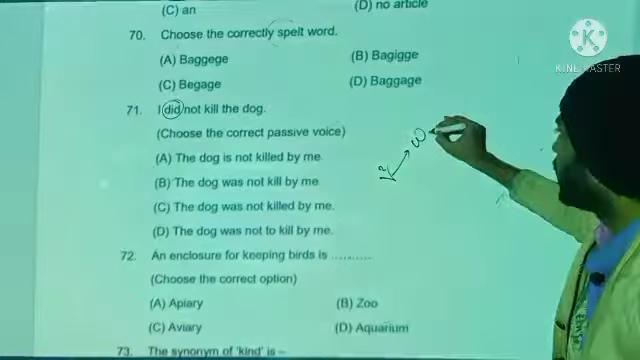 (C) an (D) no article
70. Choose the correctly spelt word.
(A) Baggege (B) Bagigge
(C) Begage (D) Baggage
71. I did not kill the dog.
(Choose the correct passive voice)
(A) The dog is not killed by me.
(B) The dog was not kill by me
(C) The dog was not killed by me.
(D) The dog was not to kill by me.
72. An enclosure for keeping birds is ..........
(Choose the correct option)
(A) Apiary (B) Zoo
(C) Aviary (D) Aquarium
73. The synonym of 'kind' is –
V²
KINEMASTER